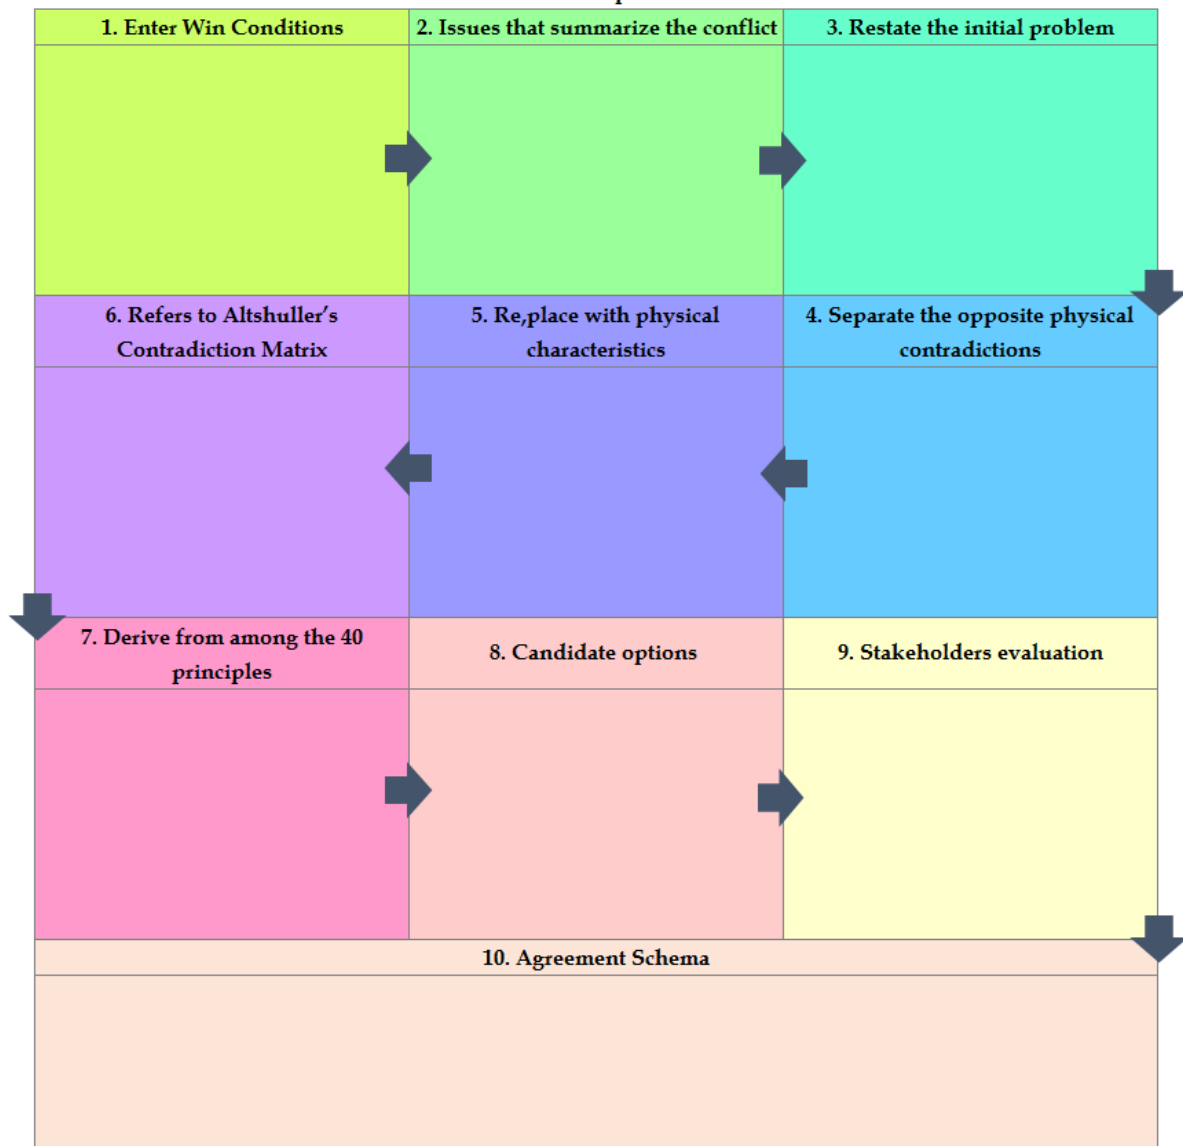 1. Enter Win Conditions
2. Issues that summarize the conflict
3. Restate the initial problem
6. Refers to Altshuller's
Contradiction Matrix
5. Re,place with physical
characteristics
4. Separate the opposite physical
contradictions
7. Derive from among the 40
principles
8. Candidate options
9. Stakeholders evaluation
10. Agreement Schema